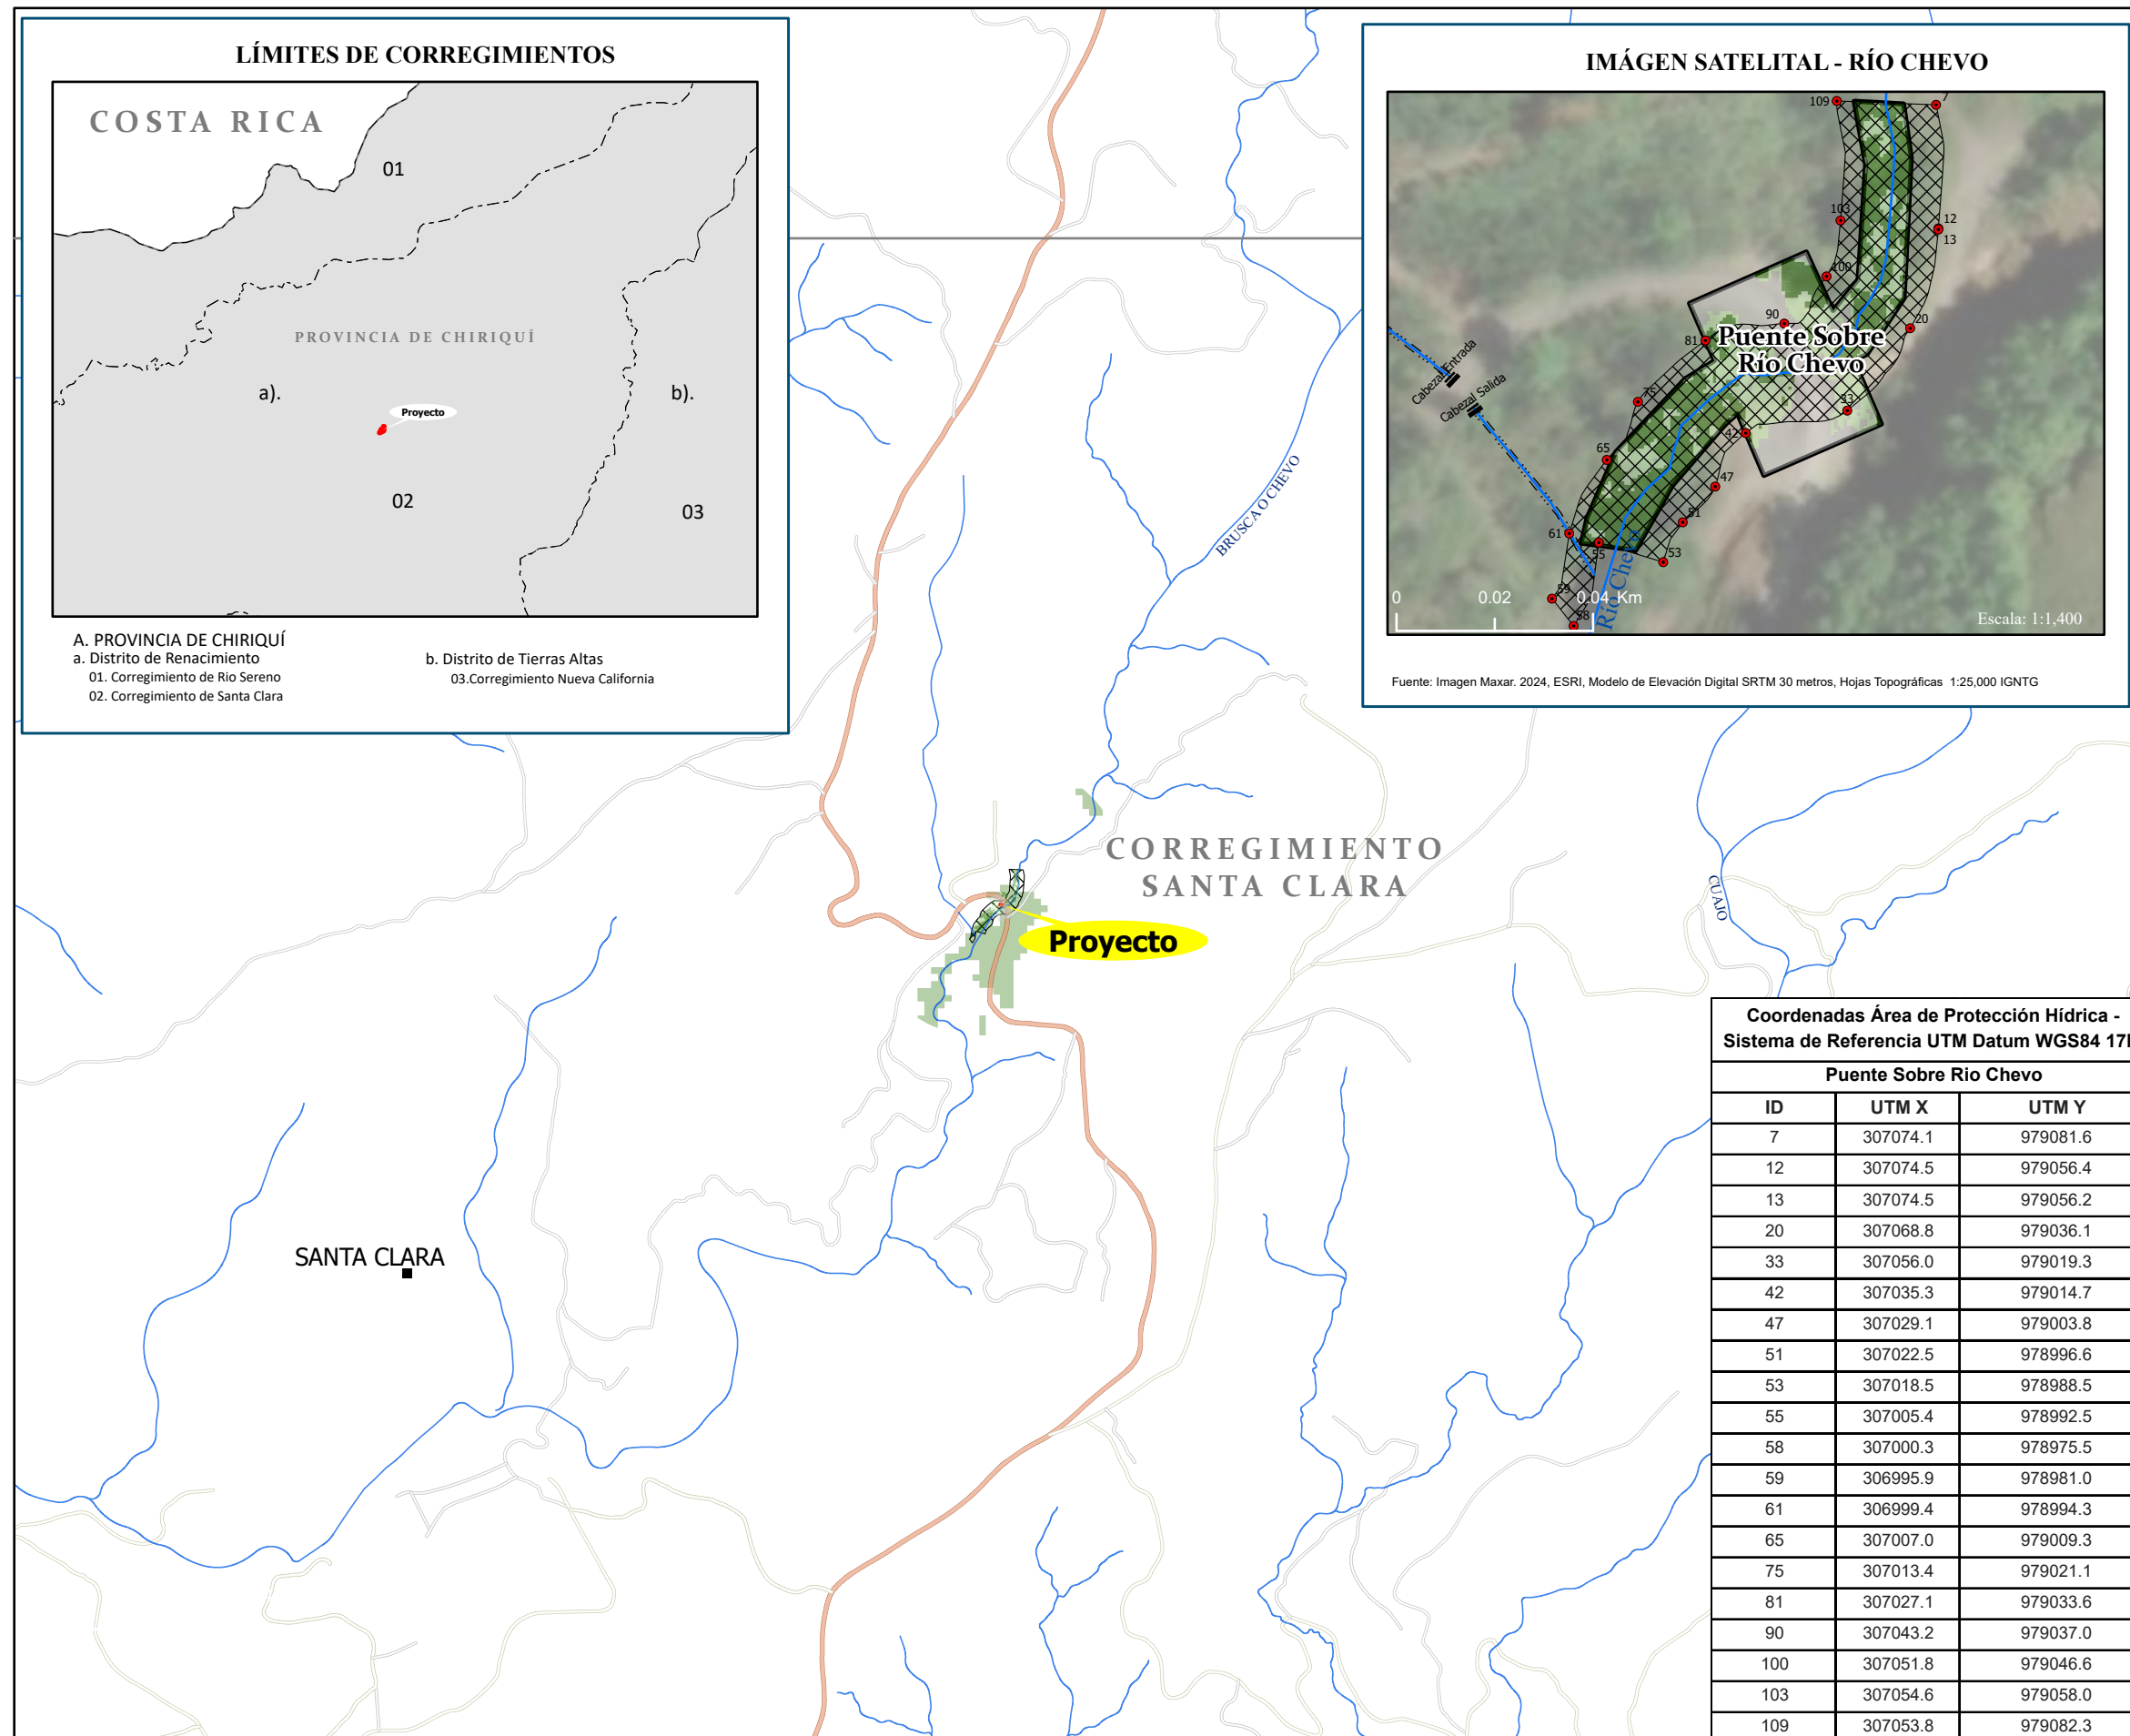 LÍMITES DE CORREGIMIENTOS
COSTA RICA
01
PROVINCIA DE CHIRIQUÍ
a).
b).
Proyecto
02
03
A. PROVINCIA DE CHIRIQUÍ
a. Distrito de Renacimiento
01. Corregimiento de Rio Sereno
02. Corregimiento de Santa Clara
b. Distrito de Tierras Altas
03.Corregimiento Nueva California
IMÁGEN SATELITAL - RÍO CHEVO
109
7
103
12
13
100
90
20
81
Puente Sobre
Río Chevo
Cabezal Entrada
Cabezal Salida
75
33
42
65
47
51
61
55
53
59
58
Río Chevo
0 0.02 0.04 Km
Escala: 1:1,400
Fuente: Imagen Maxar. 2024, ESRI, Modelo de Elevación Digital SRTM 30 metros, Hojas Topográficas 1:25,000 IGNTG
BRUSCA O CHEVO
CORREGIMIENTO
SANTA CLARA
CUAJO
Proyecto
SANTA CLARA
Coordenadas Área de Protección Hídrica -
Sistema de Referencia UTM Datum WGS84
Puente Sobre Rio Chevo
ID UTM X UTM Y
7 307074.1 979081.6
12 307074.5 979056.4
13 307074.5 979056.2
20 307068.8 979036.1
33 307056.0 979019.3
42 307035.3 979014.7
47 307029.1 979003.8
51 307022.5 978996.6
53 307018.5 978988.5
55 307005.4 978992.5
58 307000.3 978975.5
59 306995.9 978981.0
61 306999.4 978994.3
65 307007.0 979009.3
75 307013.4 979021.1
81 307027.1 979033.6
90 307043.2 979037.0
100 307051.8 979046.6
103 307054.6 979058.0
109 307053.8 979082.3